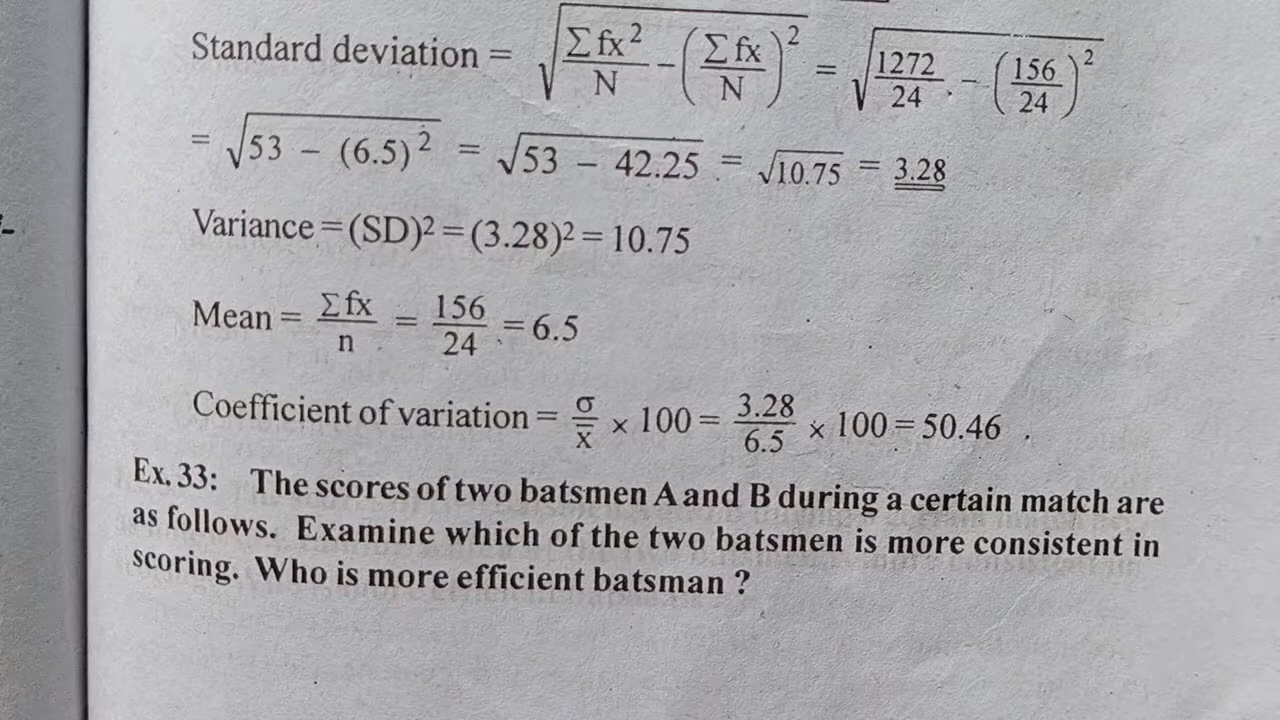 Standard deviation = √(Σfx²/N − (Σfx/N)²) = √(1272/24 − (156/24)²)
= √(53 − (6.5)²) = √(53 − 42.25) = √10.75 = 3.28
Variance = (SD)² = (3.28)² = 10.75
Mean = Σfx/n = 156/24 = 6.5
Coefficient of variation = σ/x̄ × 100 = 3.28/6.5 × 100 = 50.46 .
Ex. 33: The scores of two batsmen A and B during a certain match are
as follows. Examine which of the two batsmen is more consistent in
scoring. Who is more efficient batsman ?